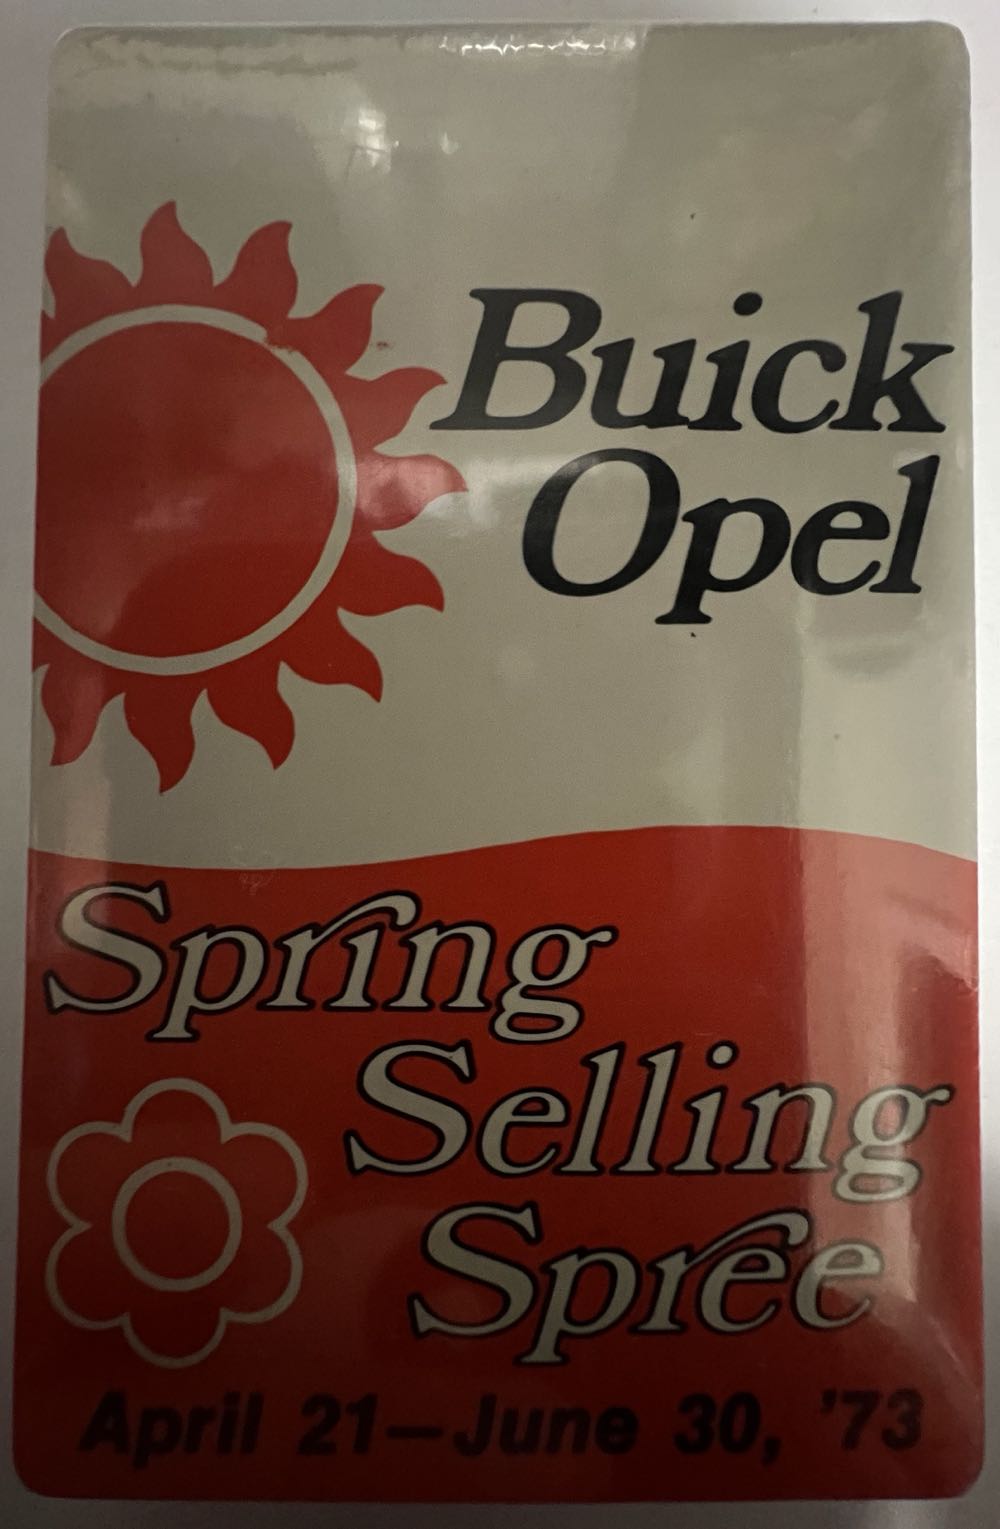 Buick
Opel
Spring
Selling
Spree
April 21—June 30, '73